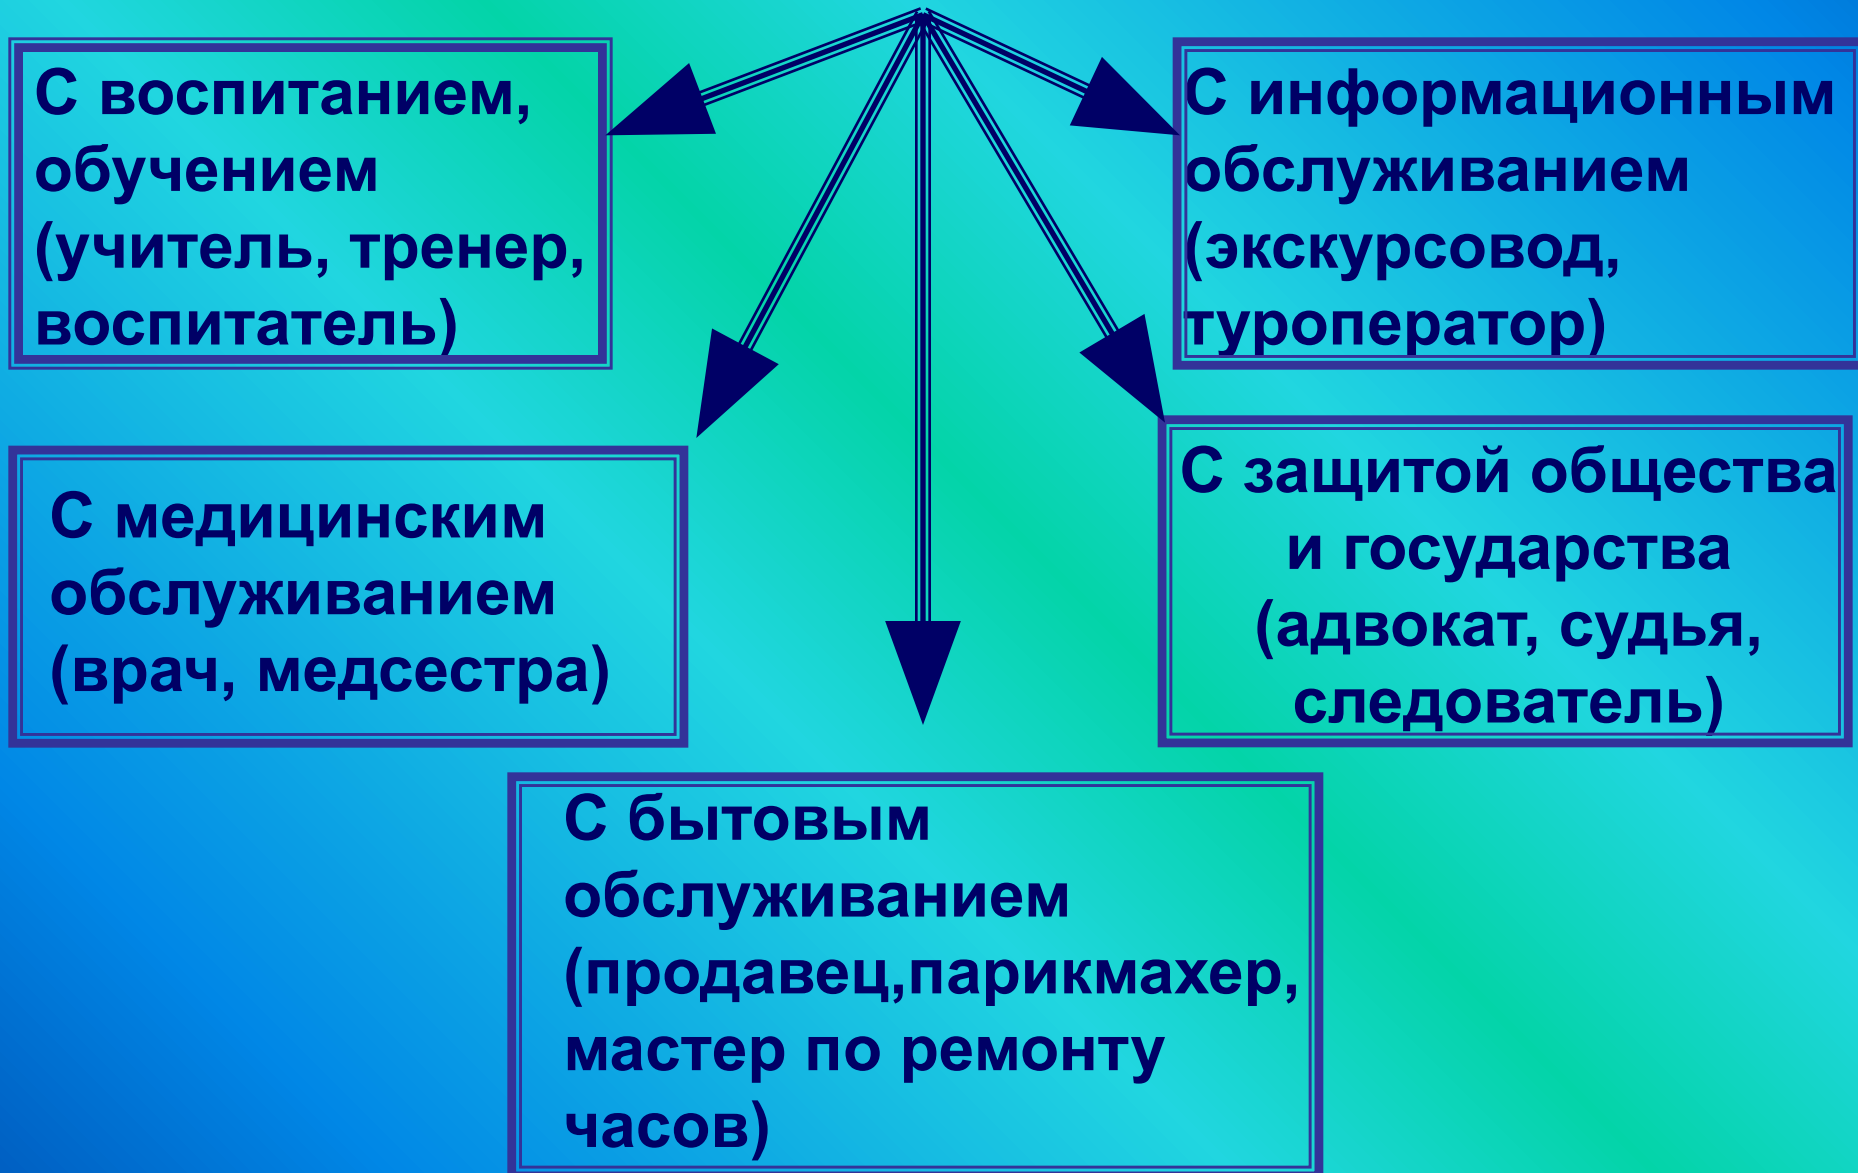 С воспитанием,
обучением
(учитель, тренер,
воспитатель)
С информационным
обслуживанием
(экскурсовод,
туроператор)
С медицинским
обслуживанием
(врач, медсестра)
С защитой общества
и государства
(адвокат, судья,
следователь)
С бытовым
обслуживанием
(продавец,парикмахер,
мастер по ремонту
часов)